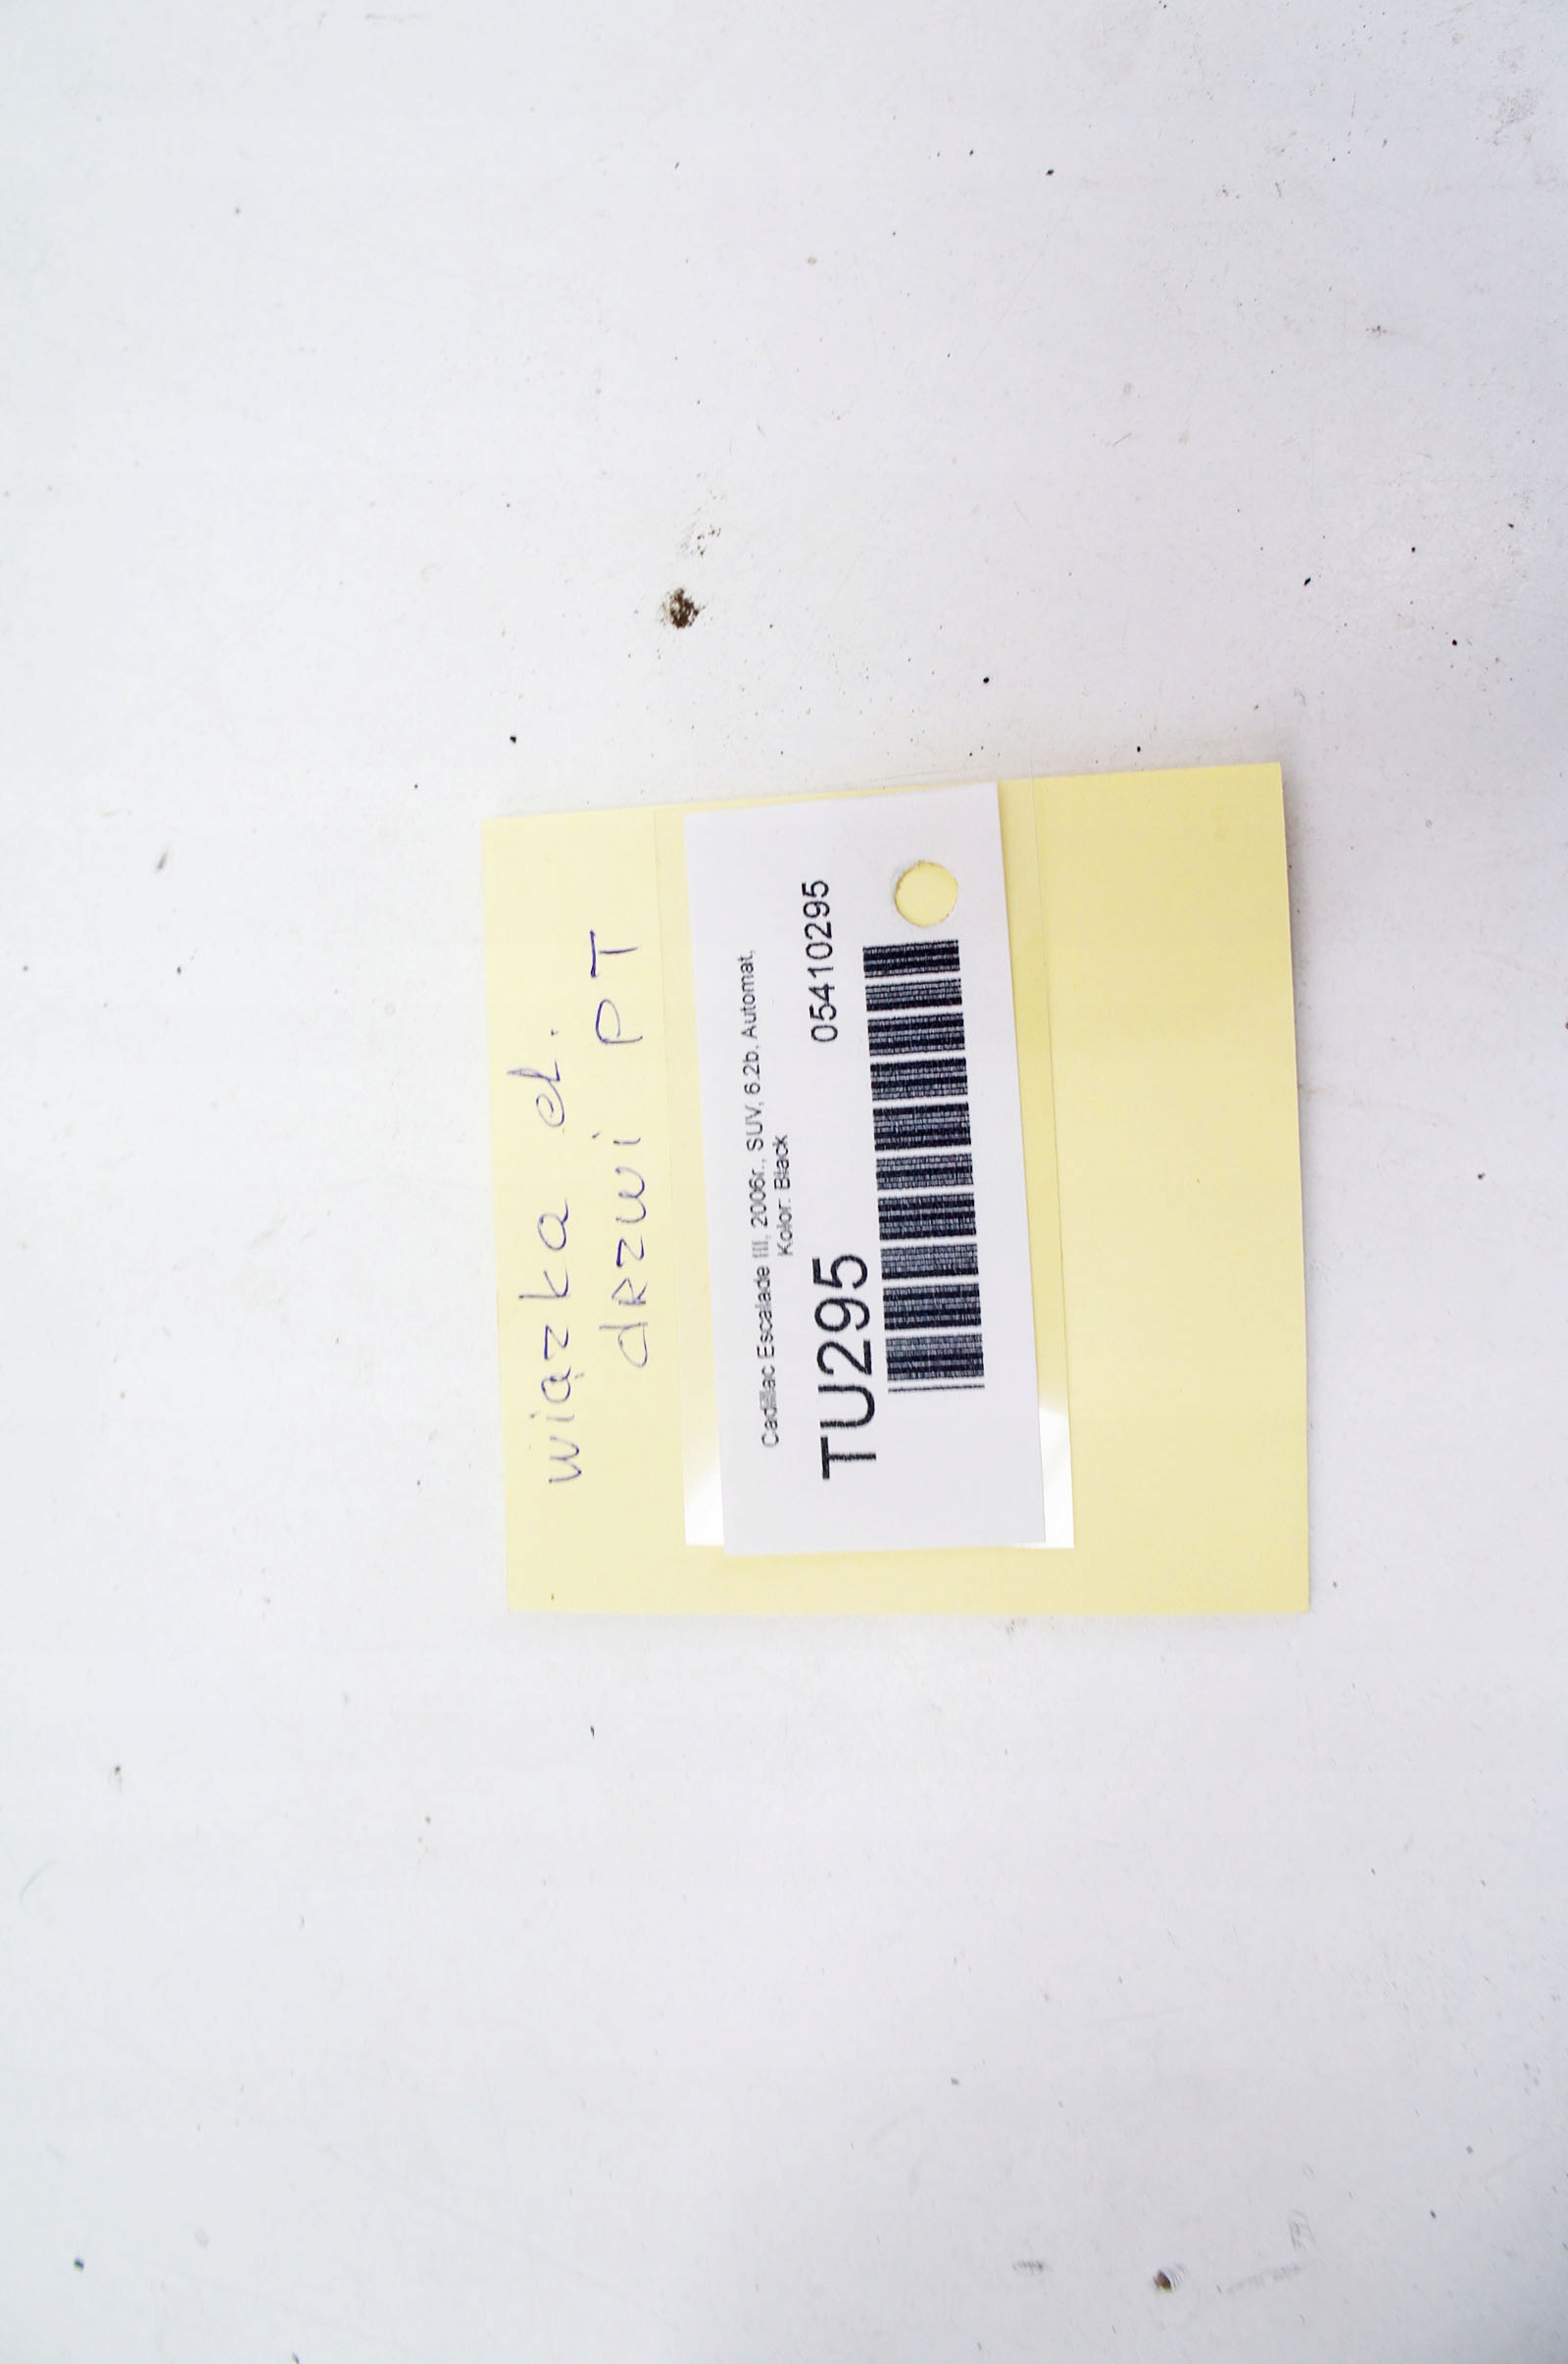 wiązka el.
dRzwi PT
Cadillac Escalade III, 2006r., SUV, 6.2b, Automat,
Kolor: Black
TU295 05410295